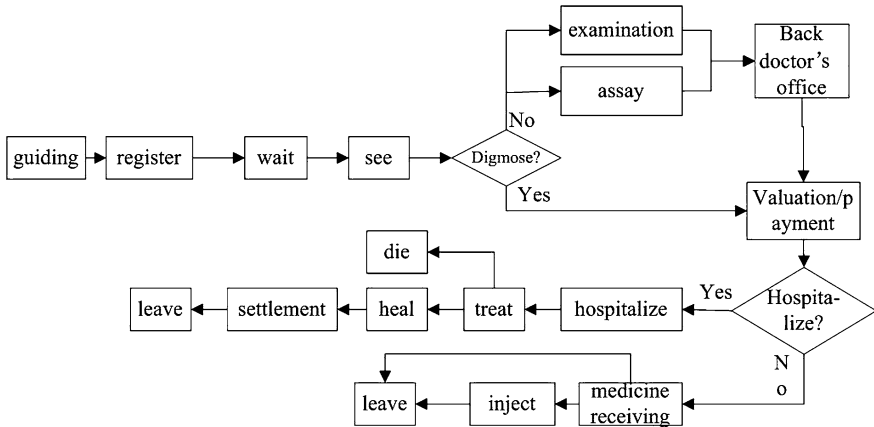 examination
Back
doctor's
office
assay
No
guiding
register
wait
see
Digmose?
Yes
Valuation/p
ayment
die
leave
settlement
heal
treat
hospitalize
Yes
Hospita-
lize?
N
o
leave
inject
medicine
receiving